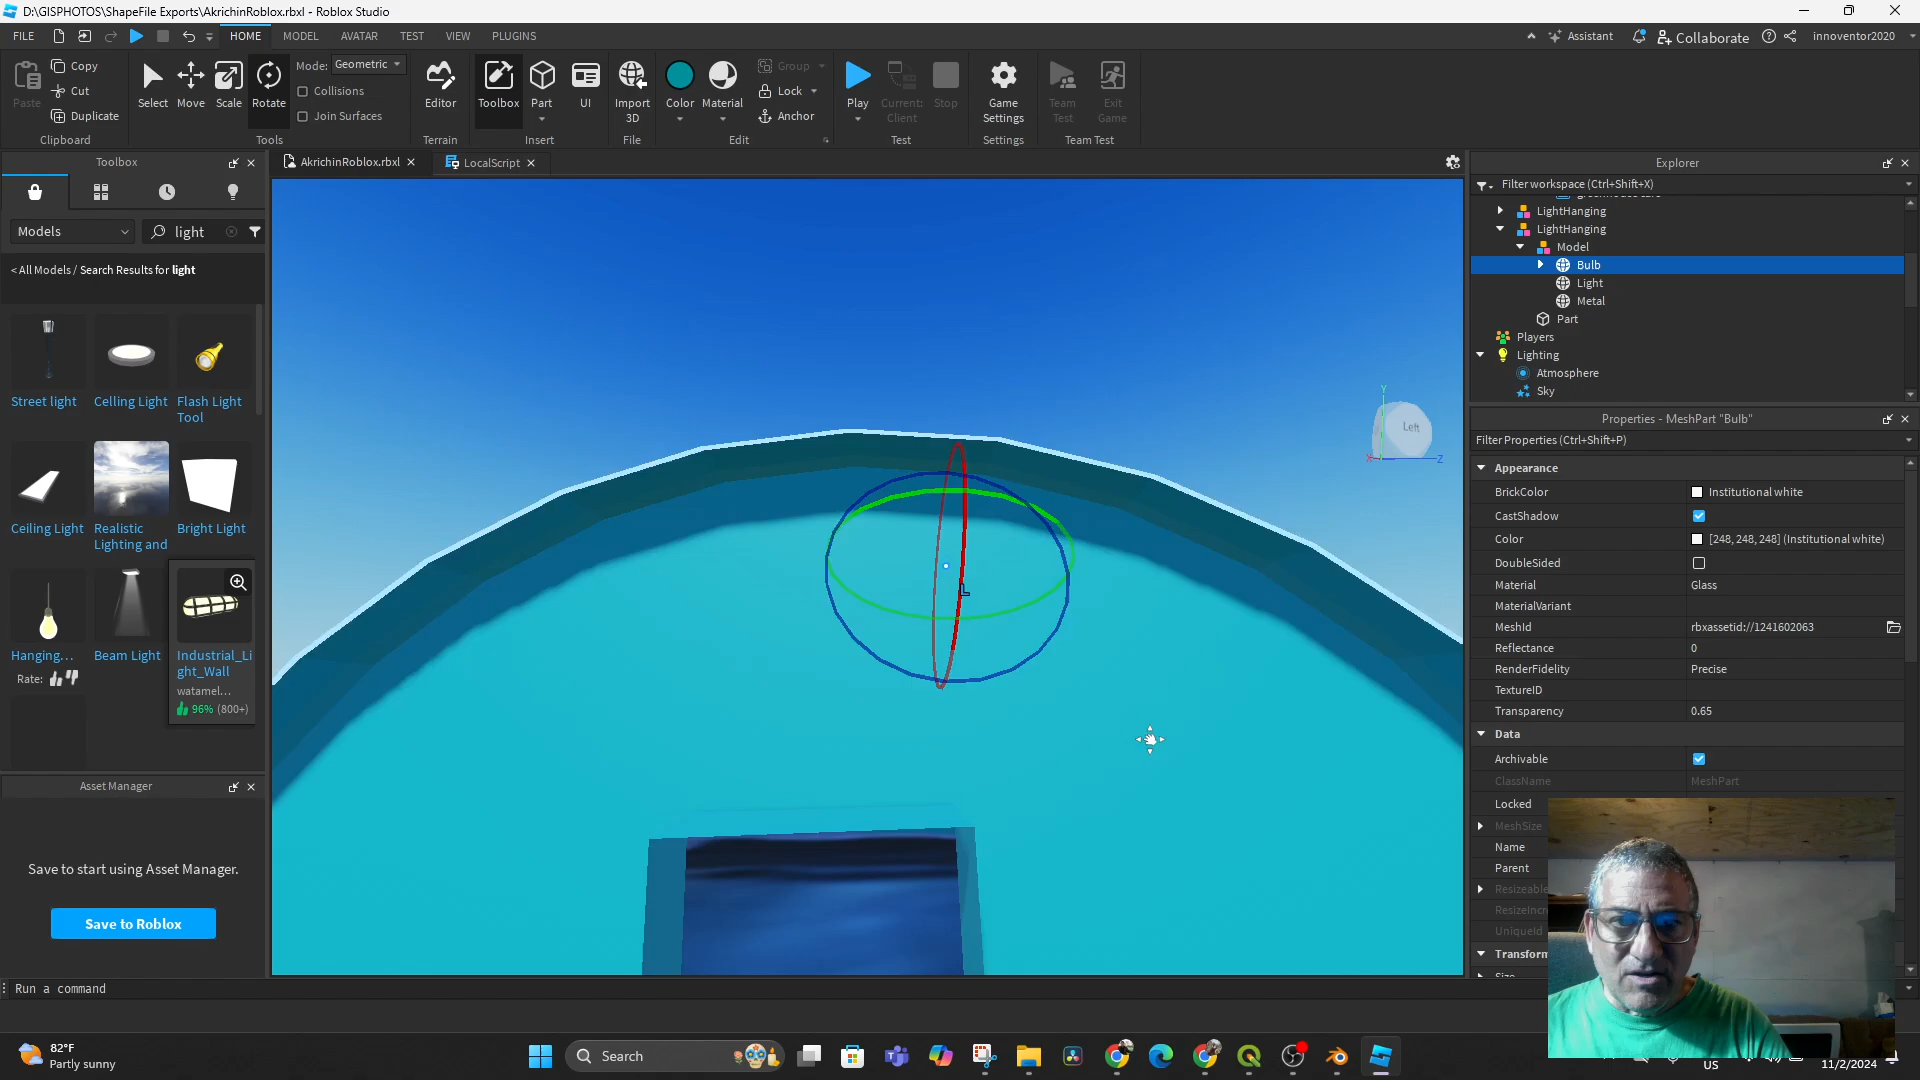 D:\GISPHOTOS\ShapeFile Exports\AkrichinRoblox.rbxl - Roblox Studio
FILE HOME MODEL AVATAR TEST VIEW PLUGINS Assistant Collaborate innoventor2020
Paste Copy Cut Duplicate
Clipboard
Select Move Scale Rotate
Mode: Geometric
Collisions
Join Surfaces
Tools
Editor
Terrain
Toolbox Part UI
Insert
Import 3D
File
Color Material
Group
Lock
Anchor
Edit
Play Current: Client Stop
Test
Game Settings
Settings
Team Test Exit Game
Team Test
Toolbox
AkrichinRoblox.rbxl
LocalScript
Models
light
< All Models / Search Results for light
Street light
Celling Light
Flash Light Tool
Ceiling Light
Realistic Lighting and
Bright Light
Hanging...
Rate:
Beam Light
Industrial_Li
ght_Wall
watamel...
96% (800+)
Asset Manager
Save to start using Asset Manager.
Save to Roblox
Y
Left
X
Z
L
Explorer
Filter workspace (Ctrl+Shift+X)
LightHanging
LightHanging
Model
Bulb
Light
Metal
Part
Players
Lighting
Atmosphere
Sky
Properties - MeshPart "Bulb"
Filter Properties (Ctrl+Shift+P)
Appearance
BrickColor Institutional white
CastShadow
Color [248, 248, 248] (Institutional white)
DoubleSided
Material Glass
MaterialVariant
MeshId rbxassetid://1241602063
Reflectance 0
RenderFidelity Precise
TextureID
Transparency 0.65
Data
Archivable
ClassName MeshPart
Locked
MeshSize
Name
Parent
Resizeable
ResizeIncr
UniqueId
Transform
Run a command
82°F
Partly sunny
Search
US
11/2/2024